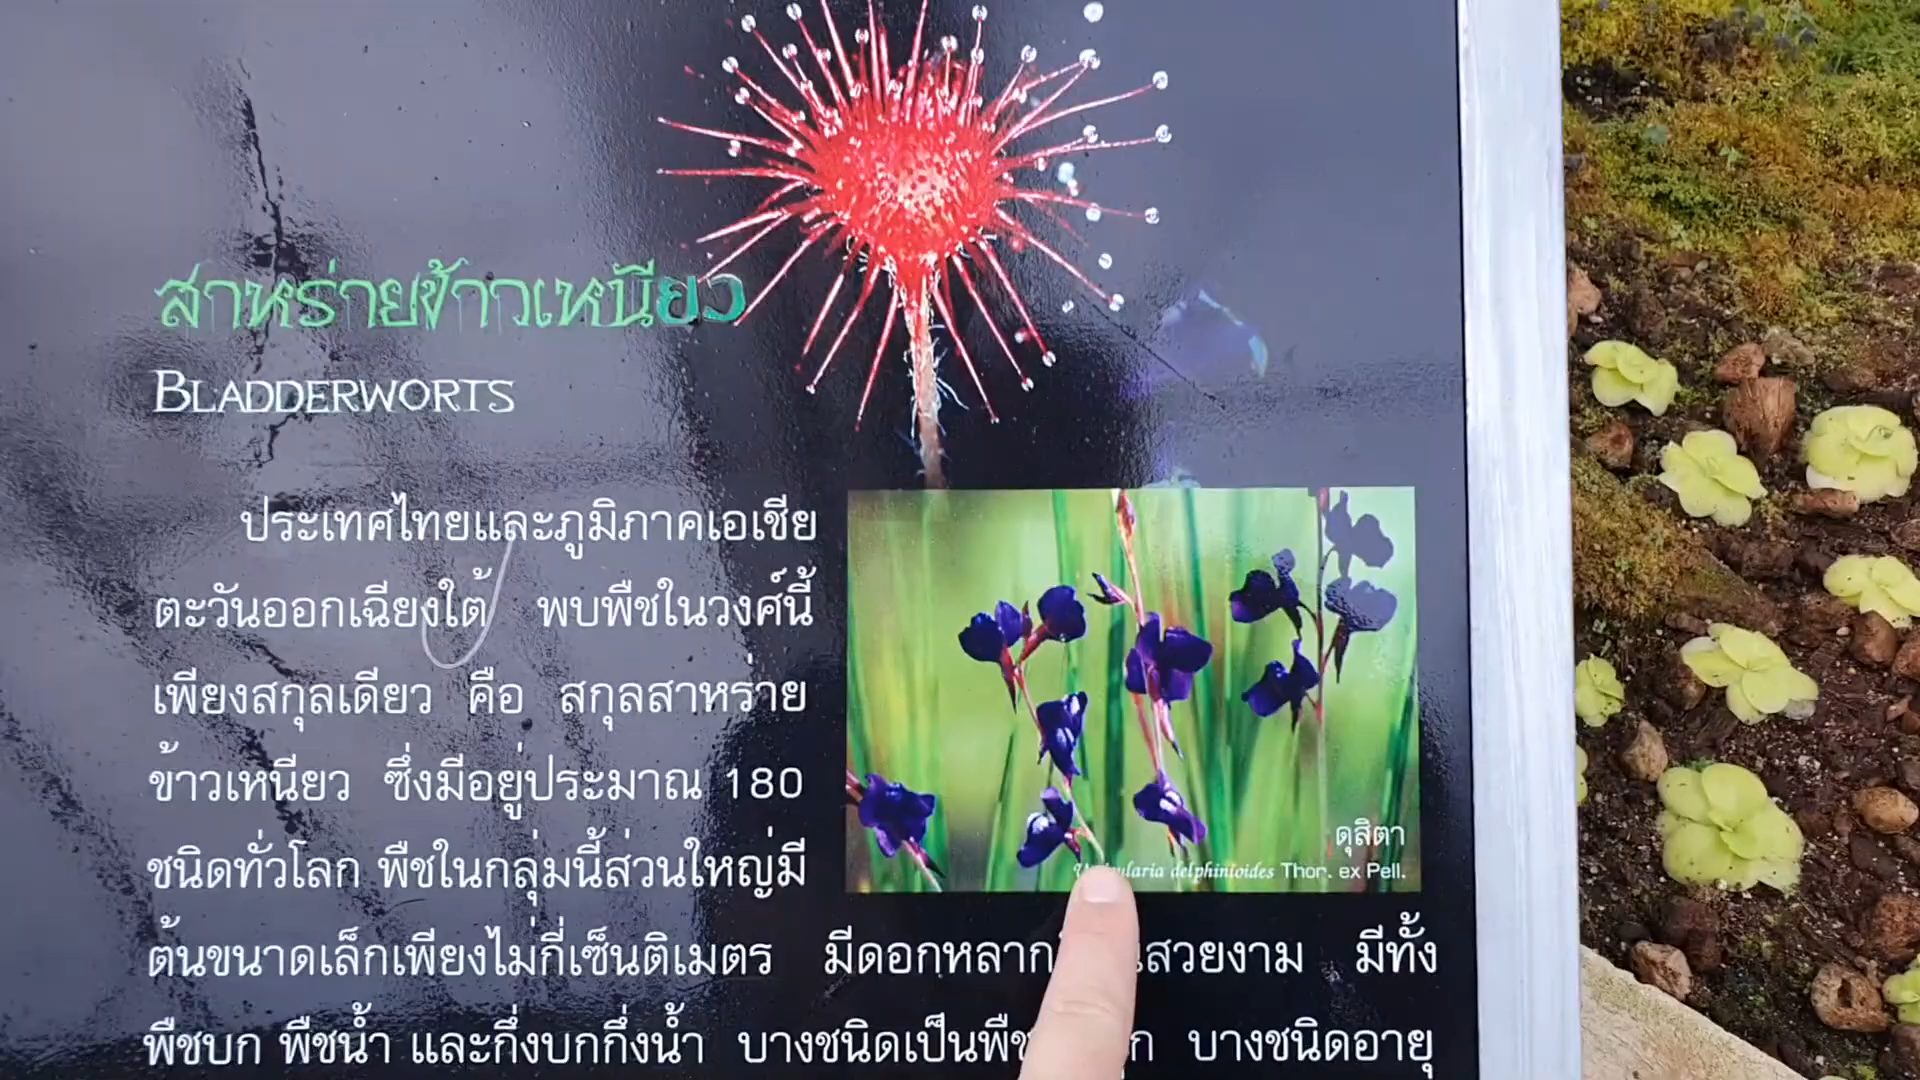 สาหร่ายข้าวเหนียว
BLADDERWORTS
ประเทศไทยและภูมิภาคเอเชีย
ตะวันออกเฉียงใต้ พบพืชในวงศ์นี้
เพียงสกุลเดียว คือ สกุลสาหร่าย
ข้าวเหนียว ซึ่งมีอยู่ประมาณ 180
ชนิดทั่วโลก พืชในกลุ่มนี้ส่วนใหญ่มี
ดุสิตา
delphinioides Thor. ex Pell.
ต้นขนาดเล็กเพียงไม่กี่เซ็นติเมตร มีดอกหลาก สวยงาม มีทั้ง
พืชบก พืชน้ำ และกึ่งบกกึ่งน้ำ บางชนิดเป็นพืช บางชนิดอายุ